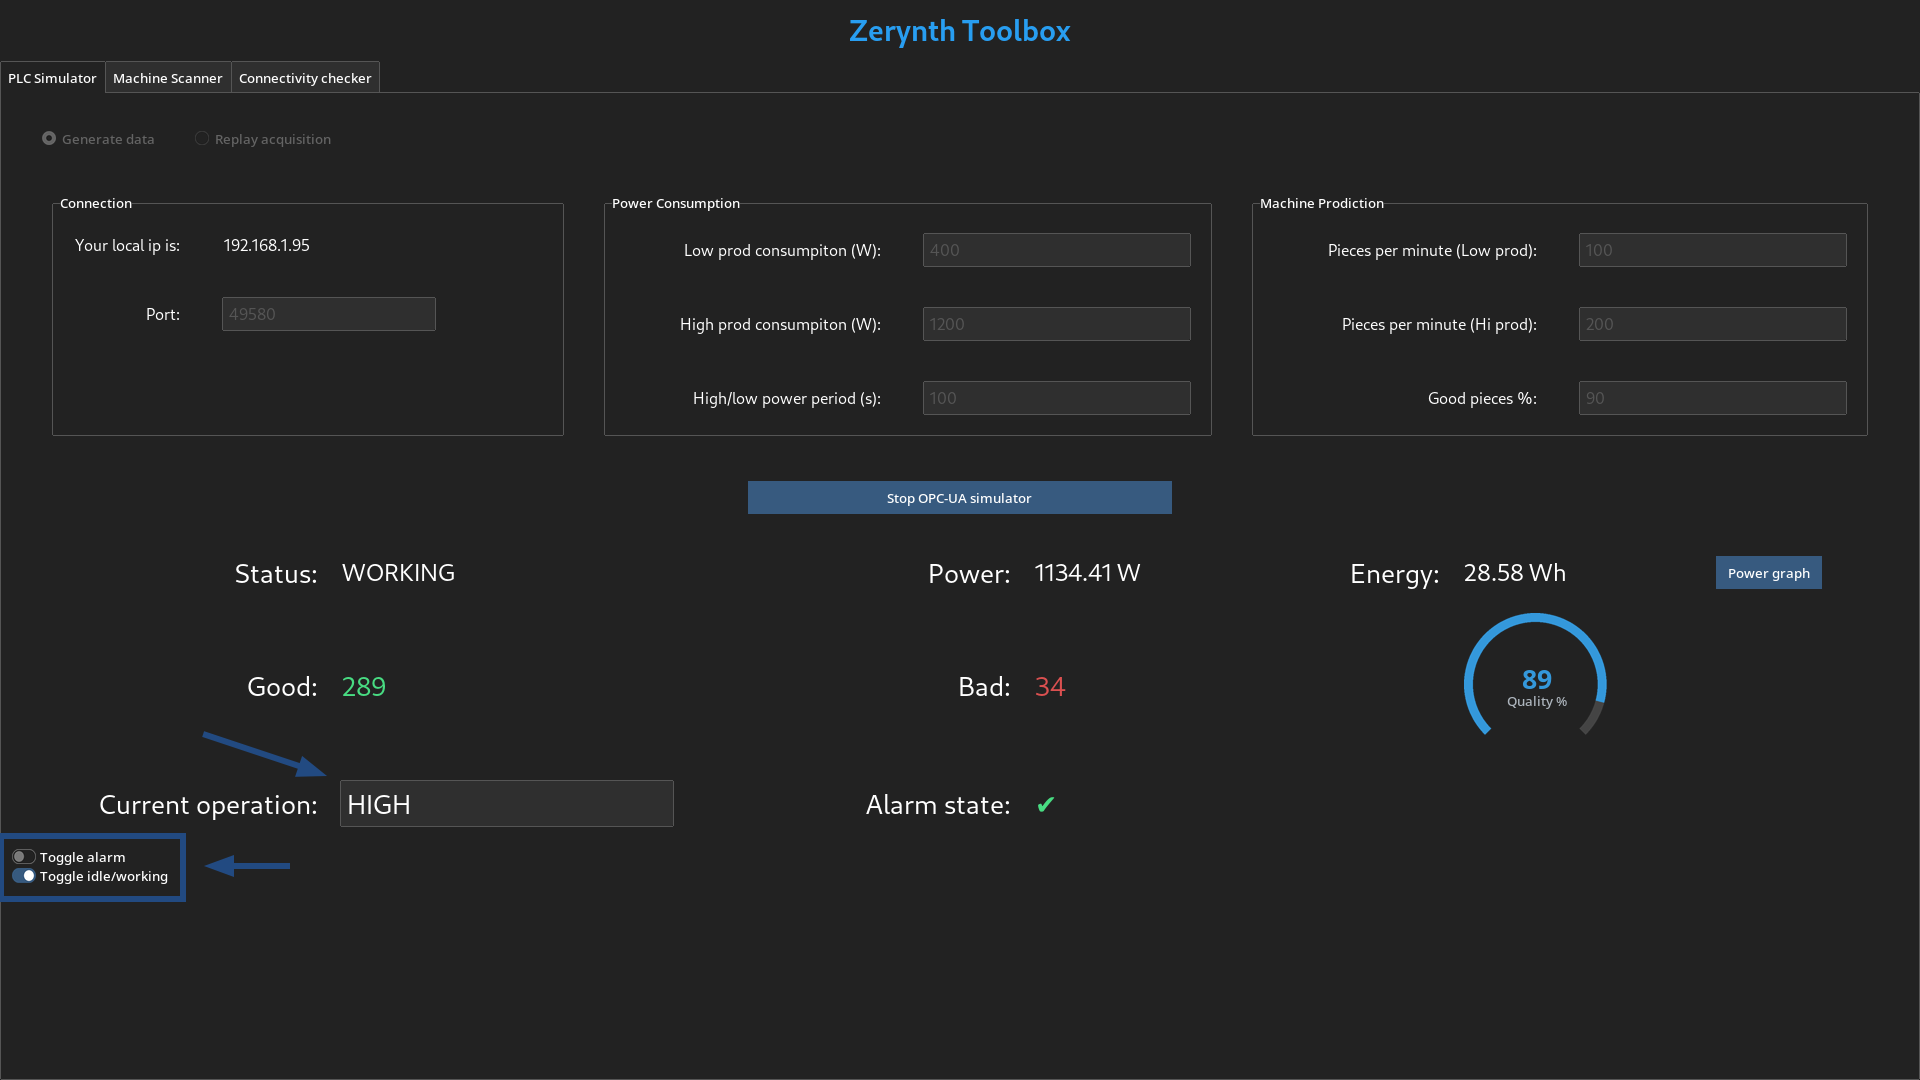 Zerynth Toolbox
PLC Simulator Machine Scanner Connectivity checker
Generate data Replay acquisition
Connection
Your local ip is: 192.168.1.95
Port: 49580
Power Consumption
Low prod consumpiton (W): 400
High prod consumpiton (W): 1200
High/low power period (s): 100
Machine Prodiction
Pieces per minute (Low prod): 100
Pieces per minute (Hi prod): 200
Good pieces %: 90
Stop OPC-UA simulator
Status: WORKING Power: 1134.41 W Energy: 28.58 Wh Power graph
Good: 289 Bad: 34
89
Quality %
Current operation: HIGH Alarm state: ✔
Toggle alarm
Toggle idle/working